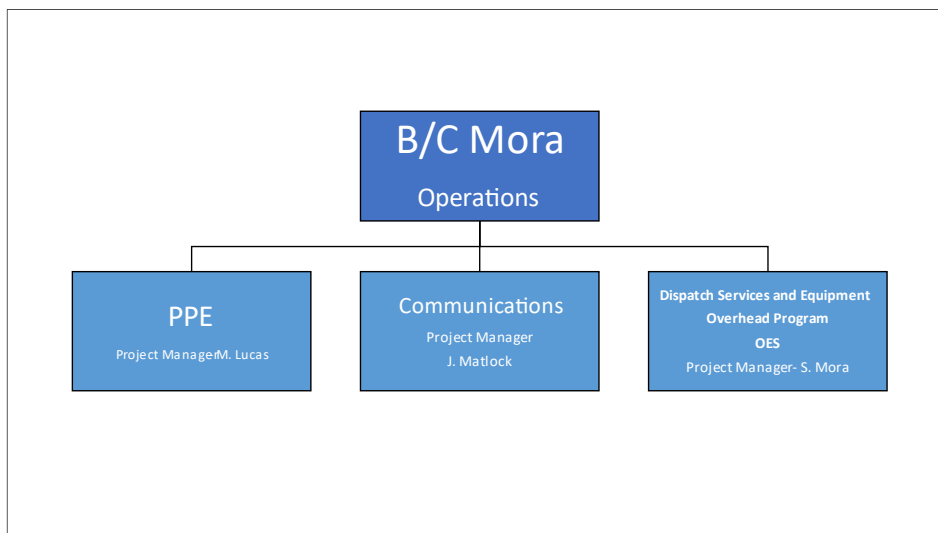 B/C Mora
Operations
PPE
Project ManagerM. Lucas
Communications
Project Manager
J. Matlock
Dispatch Services and Equipment
Overhead Program
OES
Project Manager- S. Mora